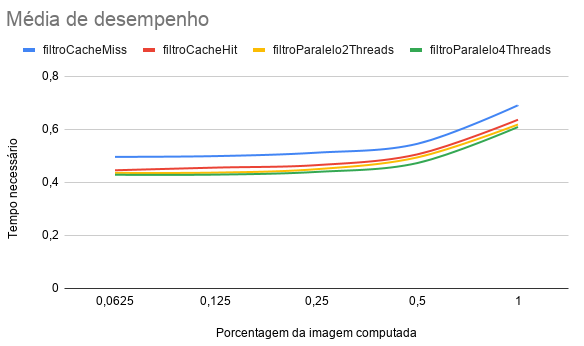 Média de desempenho
filtroCacheMiss filtroCacheHit filtroParalelo2Threads filtroParalelo4Threads
0,8
0,6
0,4
0,2
0
Tempo necessário
0,0625 0,125 0,25 0,5 1
Porcentagem da imagem computada